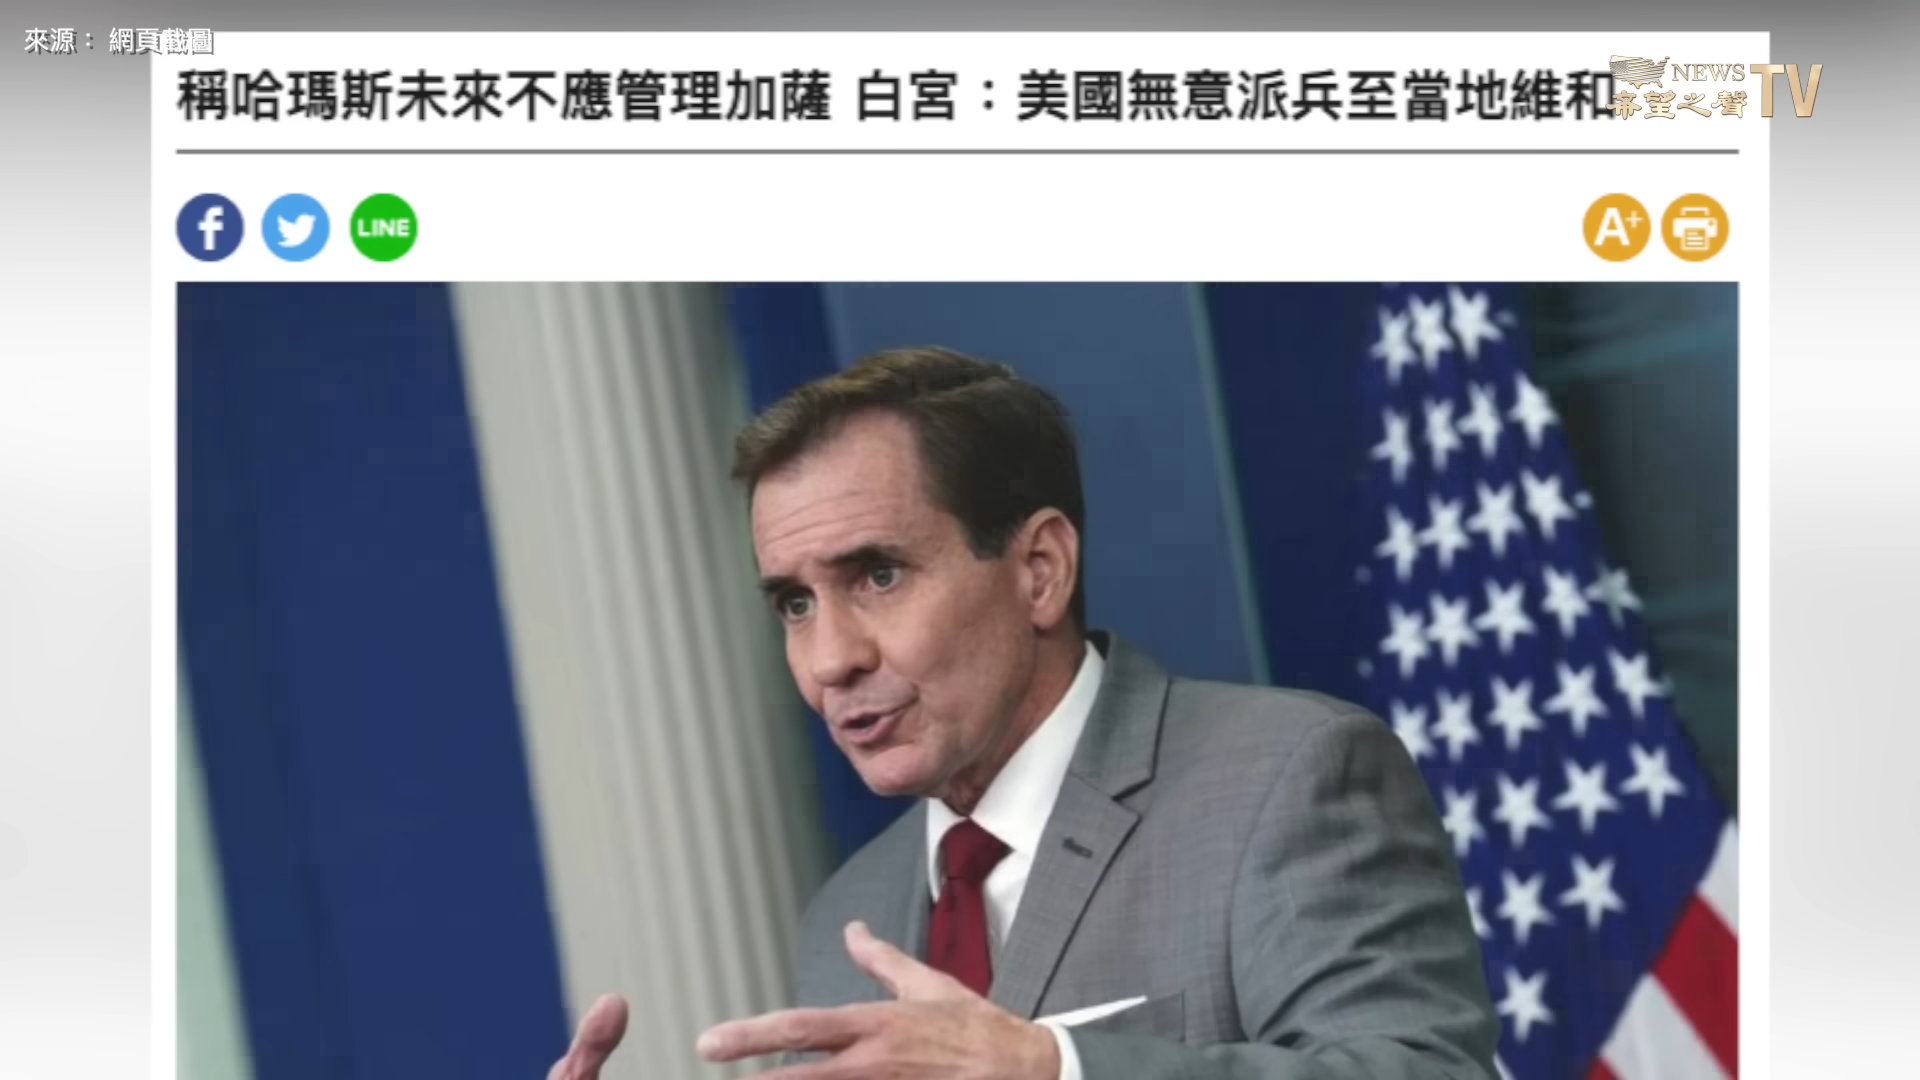 來源： 網頁截圖
稱哈瑪斯未來不應管理加薩 白宮：美國無意派兵至當地維和
NEWS
希望之聲 TV
f
LINE
A+